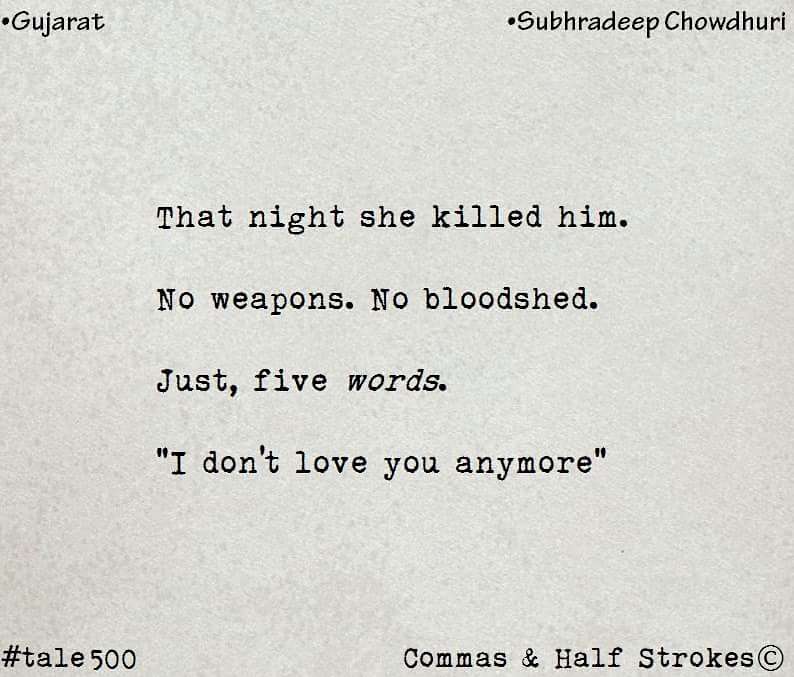 •Gujarat
•Subhradeep Chowdhuri
That night she killed him.
No weapons. No bloodshed.
Just, five words.
"I don't love you anymore"
#tale500
Commas & Half Strokes©